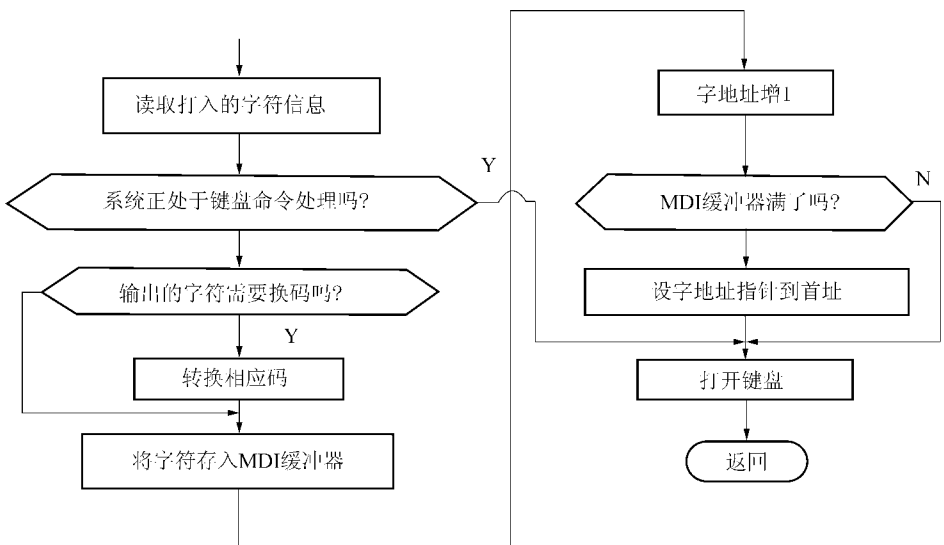 读取打入的字符信息
系统正处于键盘命令处理吗?
Y
输出的字符需要换码吗?
Y
转换相应码
将字符存入MDI缓冲器
字地址增1
MDI缓冲器满了吗?
N
设字地址指针到首址
打开键盘
返回